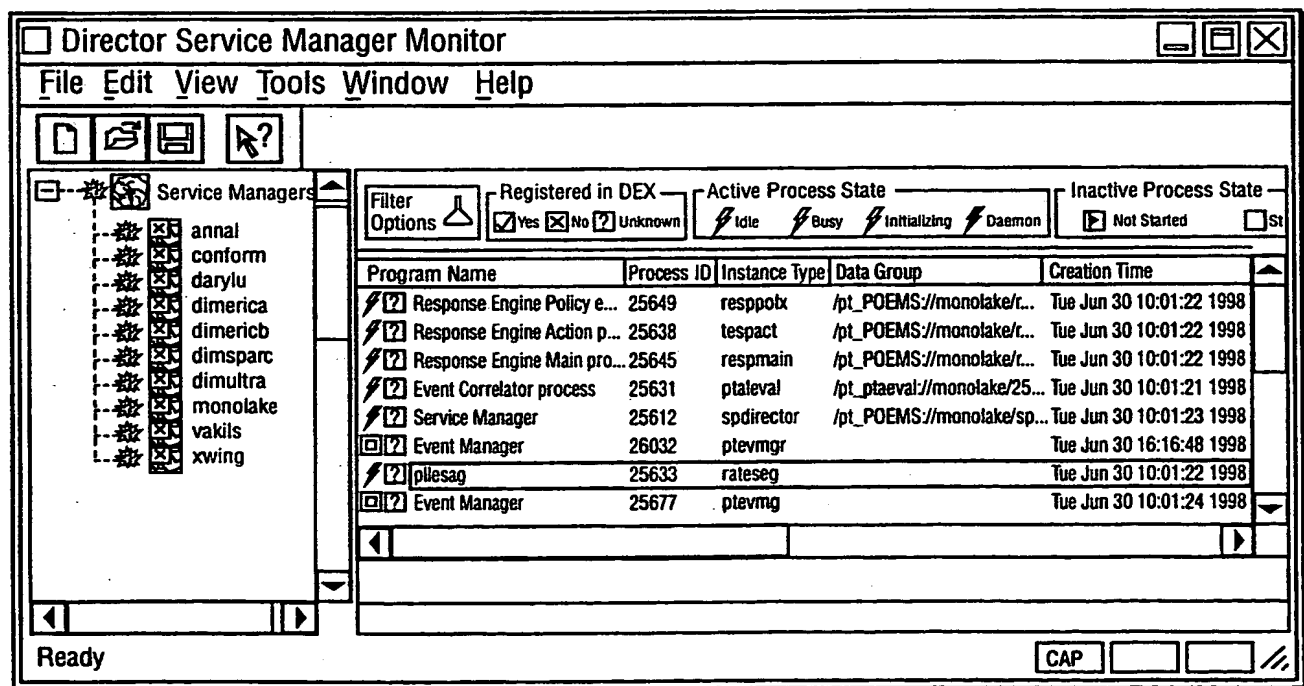 Director Service Manager Monitor
File Edit View Tools Window Help
Service Managers
annal
conform
darylu
dimerica
dimericb
dimsparc
dimultra
monolake
vakils
xwing
Filter Options
Registered in DEX
Yes No ? Unknown
Active Process State
Idle Busy Initializing Daemon
Inactive Process State
Not Started St
Program Name Process ID Instance Type Data Group Creation Time
? Response Engine Policy e... 25649 resppolx /pt_POEMS://monolake/r... Tue Jun 30 10:01:22 1998
? Response Engine Action p... 25638 tespact /pt_POEMS://monolake/r... Tue Jun 30 10:01:22 1998
? Response Engine Main pro... 25645 respmain /pt_POEMS://monolake/r... Tue Jun 30 10:01:22 1998
? Event Correlator process 25631 ptaleval /pt_ptaeval://monolake/25... Tue Jun 30 10:01:21 1998
? Service Manager 25612 spdirector /pt_POEMS://monolake/sp... Tue Jun 30 10:01:23 1998
? Event Manager 26032 ptevmgr Tue Jun 30 16:16:48 1998
? pllesag 25633 rateseg Tue Jun 30 10:01:22 1998
? Event Manager 25677 ptevmg Tue Jun 30 10:01:24 1998
Ready
CAP